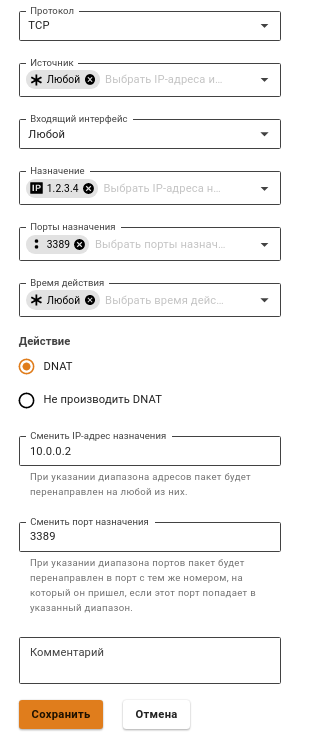 Протокол
TCP
Источник
Любой Выбрать IP-адреса и...
Входящий интерфейс
Любой
Назначение
IP 1.2.3.4 Выбрать IP-адреса н...
Порты назначения
3389 Выбрать порты назнач...
Время действия
Любой Выбрать время дейс...
Действие
DNAT
Не производить DNAT
Сменить IP-адрес назначения
10.0.0.2
При указании диапазона адресов пакет будет
перенаправлен на любой из них.
Сменить порт назначения
3389
При указании диапазона портов пакет будет
перенаправлен в порт с тем же номером, на
который он пришел, если этот порт попадает в
указанный диапазон.
Комментарий
Сохранить Отмена